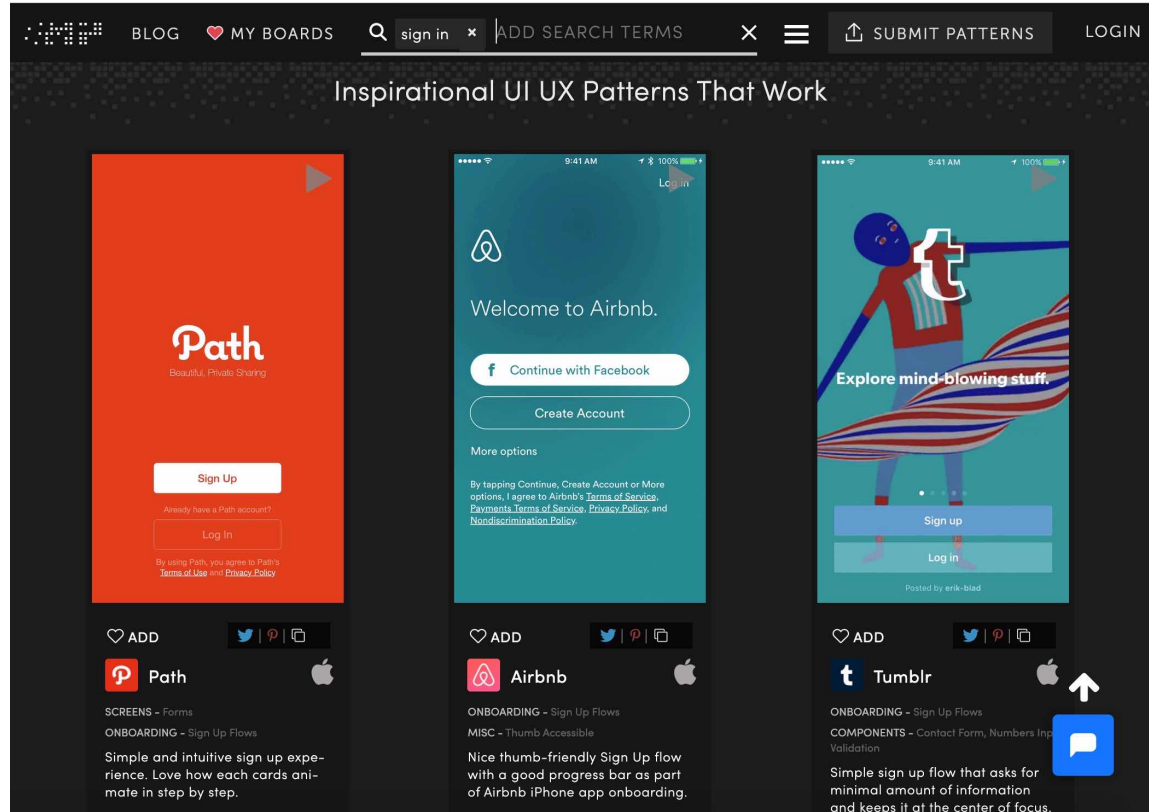 BLOG
MY BOARDS
sign in ×
ADD SEARCH TERMS
SUBMIT PATTERNS
LOGIN
Inspirational UI UX Patterns That Work
Path
Beautiful, Private Sharing
Sign Up
Already have a Path account?
Log In
By using Path, you agree to Path's
Terms of Use and Privacy Policy
ADD
Path
SCREENS – Forms
ONBOARDING – Sign Up Flows
Simple and intuitive sign up expe-
rience. Love how each cards ani-
mate in step by step.
9:41 AM
100%
Log in
Welcome to Airbnb.
f Continue with Facebook
Create Account
More options
By tapping Continue, Create Account or More
options, I agree to Airbnb's Terms of Service,
Payments Terms of Service, Privacy Policy, and
Nondiscrimination Policy.
ADD
Airbnb
ONBOARDING – Sign Up Flows
MISC – Thumb Accessible
Nice thumb-friendly Sign Up flow
with a good progress bar as part
of Airbnb iPhone app onboarding.
9:41 AM
100%
t
Explore mind-blowing stuff.
Sign up
Log in
Posted by erik-blad
ADD
t Tumblr
ONBOARDING – Sign Up Flows
COMPONENTS – Contact Form, Numbers Inp
Validation
Simple sign up flow that asks for
minimal amount of information
and keeps it at the center of focus.